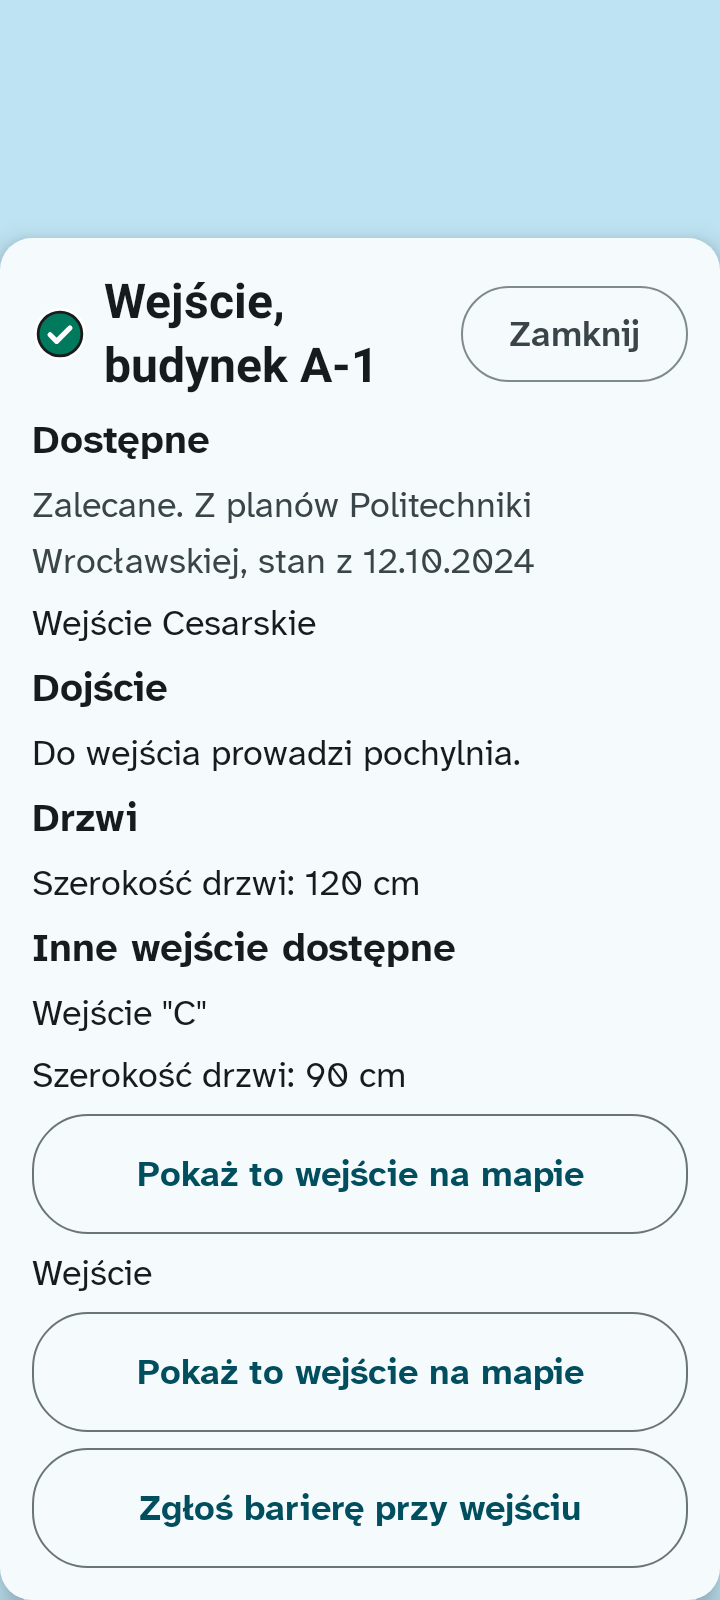 Wejście,
budynek A-1
Zamknij
Dostępne
Zalecane. Z planów Politechniki
Wrocławskiej, stan z 12.10.2024
Wejście Cesarskie
Dojście
Do wejścia prowadzi pochylnia.
Drzwi
Szerokość drzwi: 120 cm
Inne wejście dostępne
Wejście "C"
Szerokość drzwi: 90 cm
Pokaż to wejście na mapie
Wejście
Pokaż to wejście na mapie
Zgłoś barierę przy wejściu